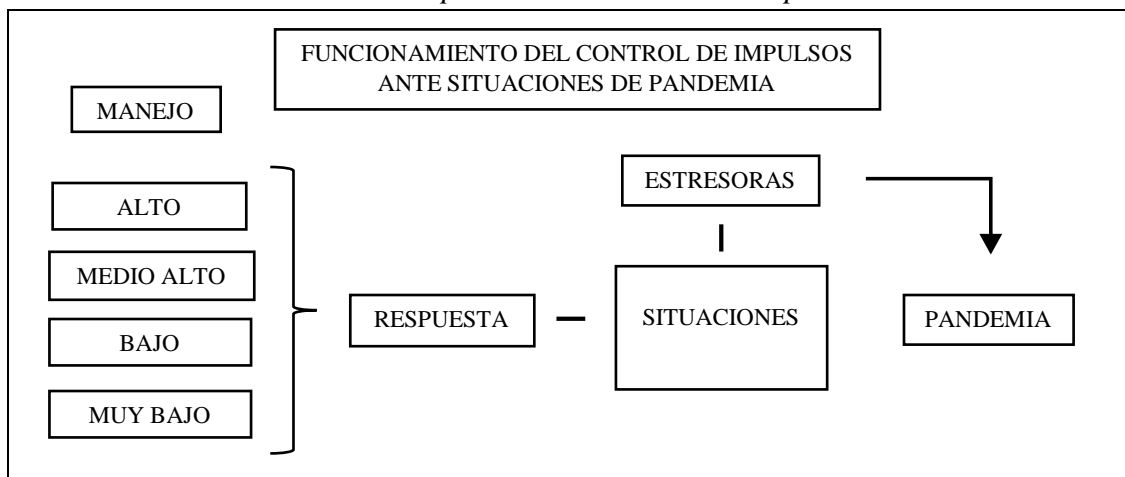 FUNCIONAMIENTO DEL CONTROL DE IMPULSOS
ANTE SITUACIONES DE PANDEMIA
MANEJO
ESTRESORAS
ALTO
MEDIO ALTO
BAJO
MUY BAJO
RESPUESTA
SITUACIONES
PANDEMIA